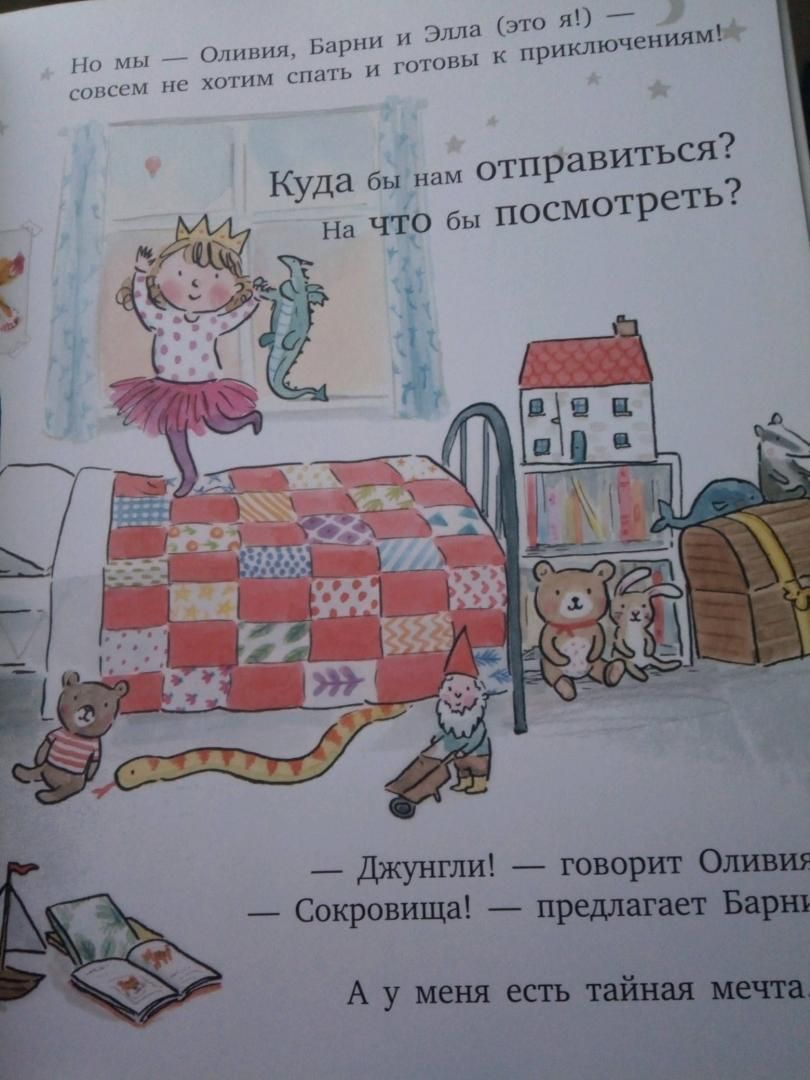 Но мы — Оливия, Барни и Элла (это я!) —
совсем не хотим спать и готовы к приключениям!
Куда бы нам отправиться?
На что бы посмотреть?
— Джунгли! — говорит Оливия
— Сокровища! — предлагает Барни
А у меня есть тайная мечта.